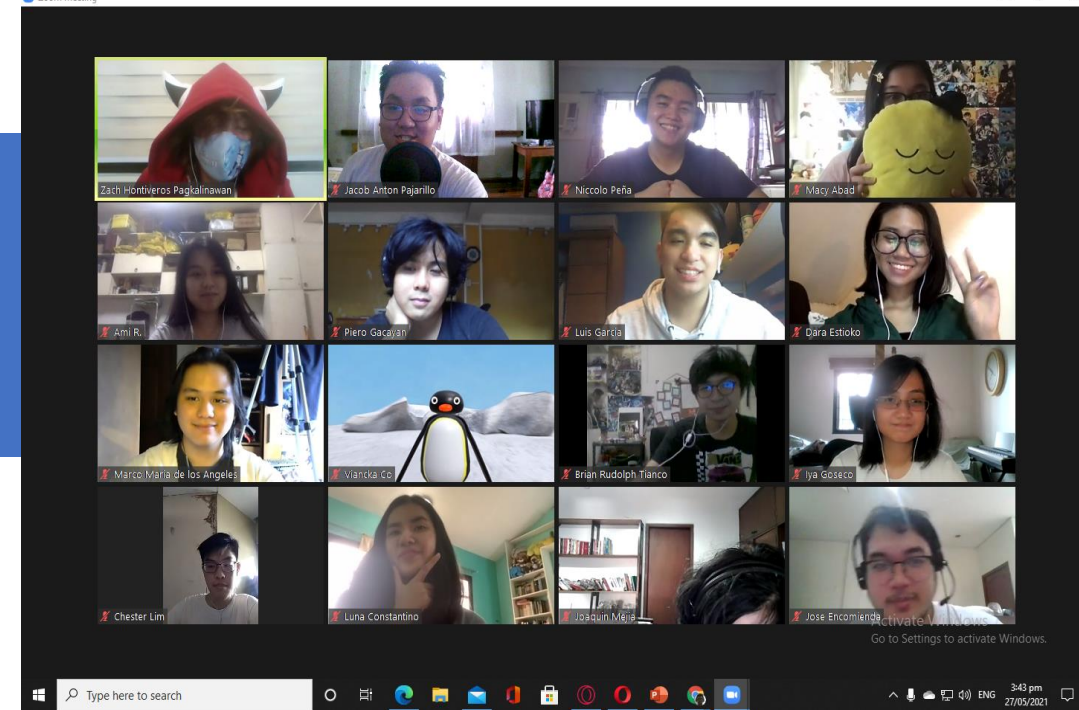 Zoom Meeting
Zach Hontiveros Pagkalinawan
Jacob Anton Pajarillo
Niccolo Peña
Macy Abad
Ami R.
Piero Gacayan
Luis Garcia
Dara Estioko
Marco Maria de los Angeles
Viancka Co
Brian Rudolph Tianco
Iya Goseco
Chester Lim
Luna Constantino
Joaquin Mejia
Jose Encomienda
Activate Windows
Go to Settings to activate Windows.
Type here to search
ENG
3:43 pm
27/05/2021